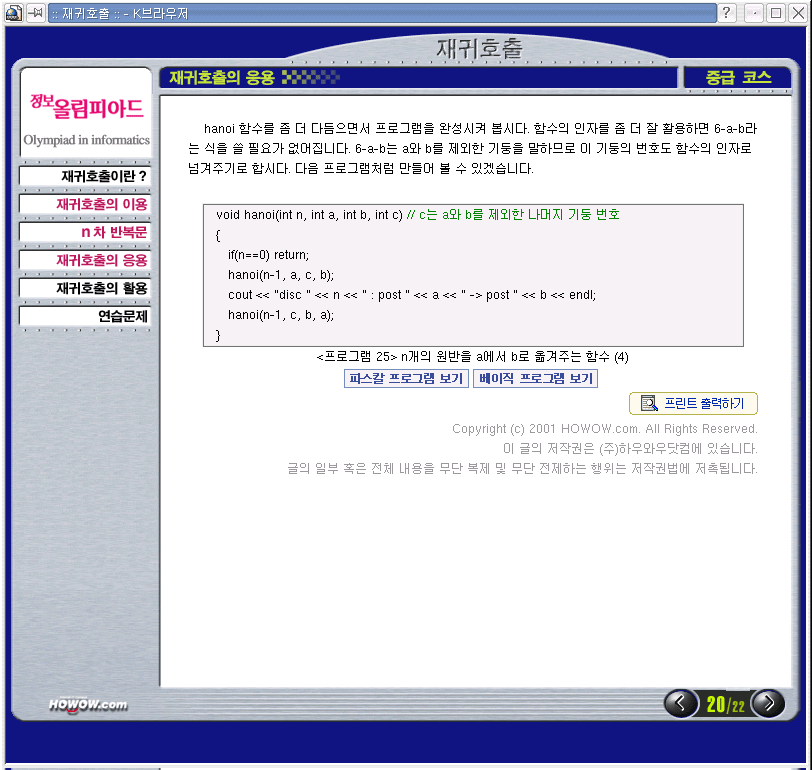 :: 재귀호출 :: - K브라우저
재귀호출
재귀호출의 응용
중급 코스
정보올림피아드
Olympiad in informatics
재귀호출이란 ?
재귀호출의 이용
n 차 반복문
재귀호출의 응용
재귀호출의 활용
연습문제
hanoi 함수를 좀 더 다듬으면서 프로그램을 완성시켜 봅시다. 함수의 인자를 좀 더 잘 활용하면 6-a-b라
는 식을 쓸 필요가 없어집니다. 6-a-b는 a와 b를 제외한 기둥을 말하므로 이 기둥의 번호도 함수의 인자로
넘겨주기로 합시다. 다음 프로그램처럼 만들어 볼 수 있겠습니다.
void hanoi(int n, int a, int b, int c) // c는 a와 b를 제외한 나머지 기둥 번호
{
if(n==0) return;
hanoi(n-1, a, c, b);
cout << "disc " << n << " : post " << a << " -> post " << b << endl;
hanoi(n-1, c, b, a);
}
<프로그램 25> n개의 원반을 a에서 b로 옮겨주는 함수 (4)
파스칼 프로그램 보기 베이직 프로그램 보기
프린트 출력하기
Copyright (c) 2001 HOWOW.com. All Rights Reserved.
이 글의 저작권은 (주)하우와우닷컴에 있습니다.
글의 일부 혹은 전체 내용을 무단 복제 및 무단 전제하는 행위는 저작권법에 저촉됩니다.
HOWOW.com
20/22